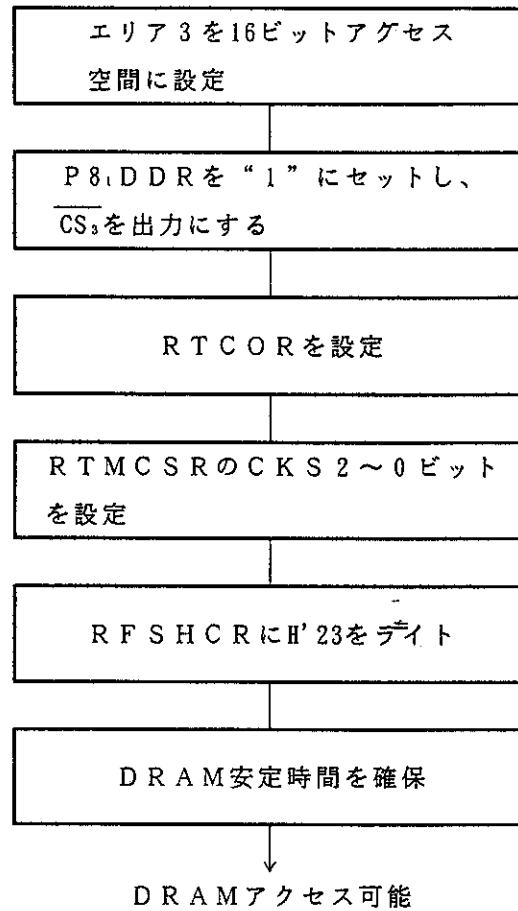 エリア3を16ビットアクセス
空間に設定
P8₁DDRを“1”にセットし、
C̅S̅₃を出力にする
RTCORを設定
RTMCSRのCKS2～0ビット
を設定
RFSHCRにH'23をライト
DRAM安定時間を確保
DRAMアクセス可能